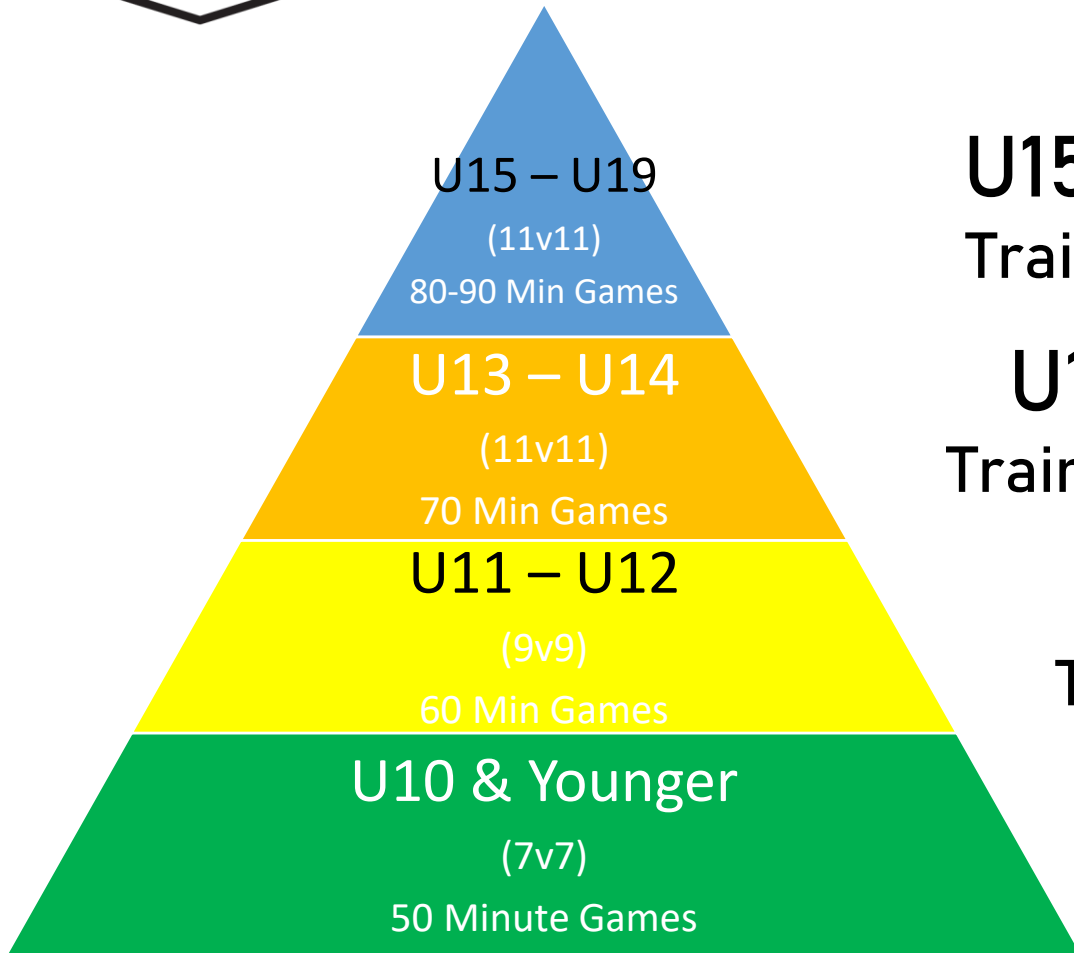 U15 – U19
(11v11)
80-90 Min Games
U13 – U14
(11v11)
70 Min Games
U11 – U12
(9v9)
60 Min Games
U10 & Younger
(7v7)
50 Minute Games
U15